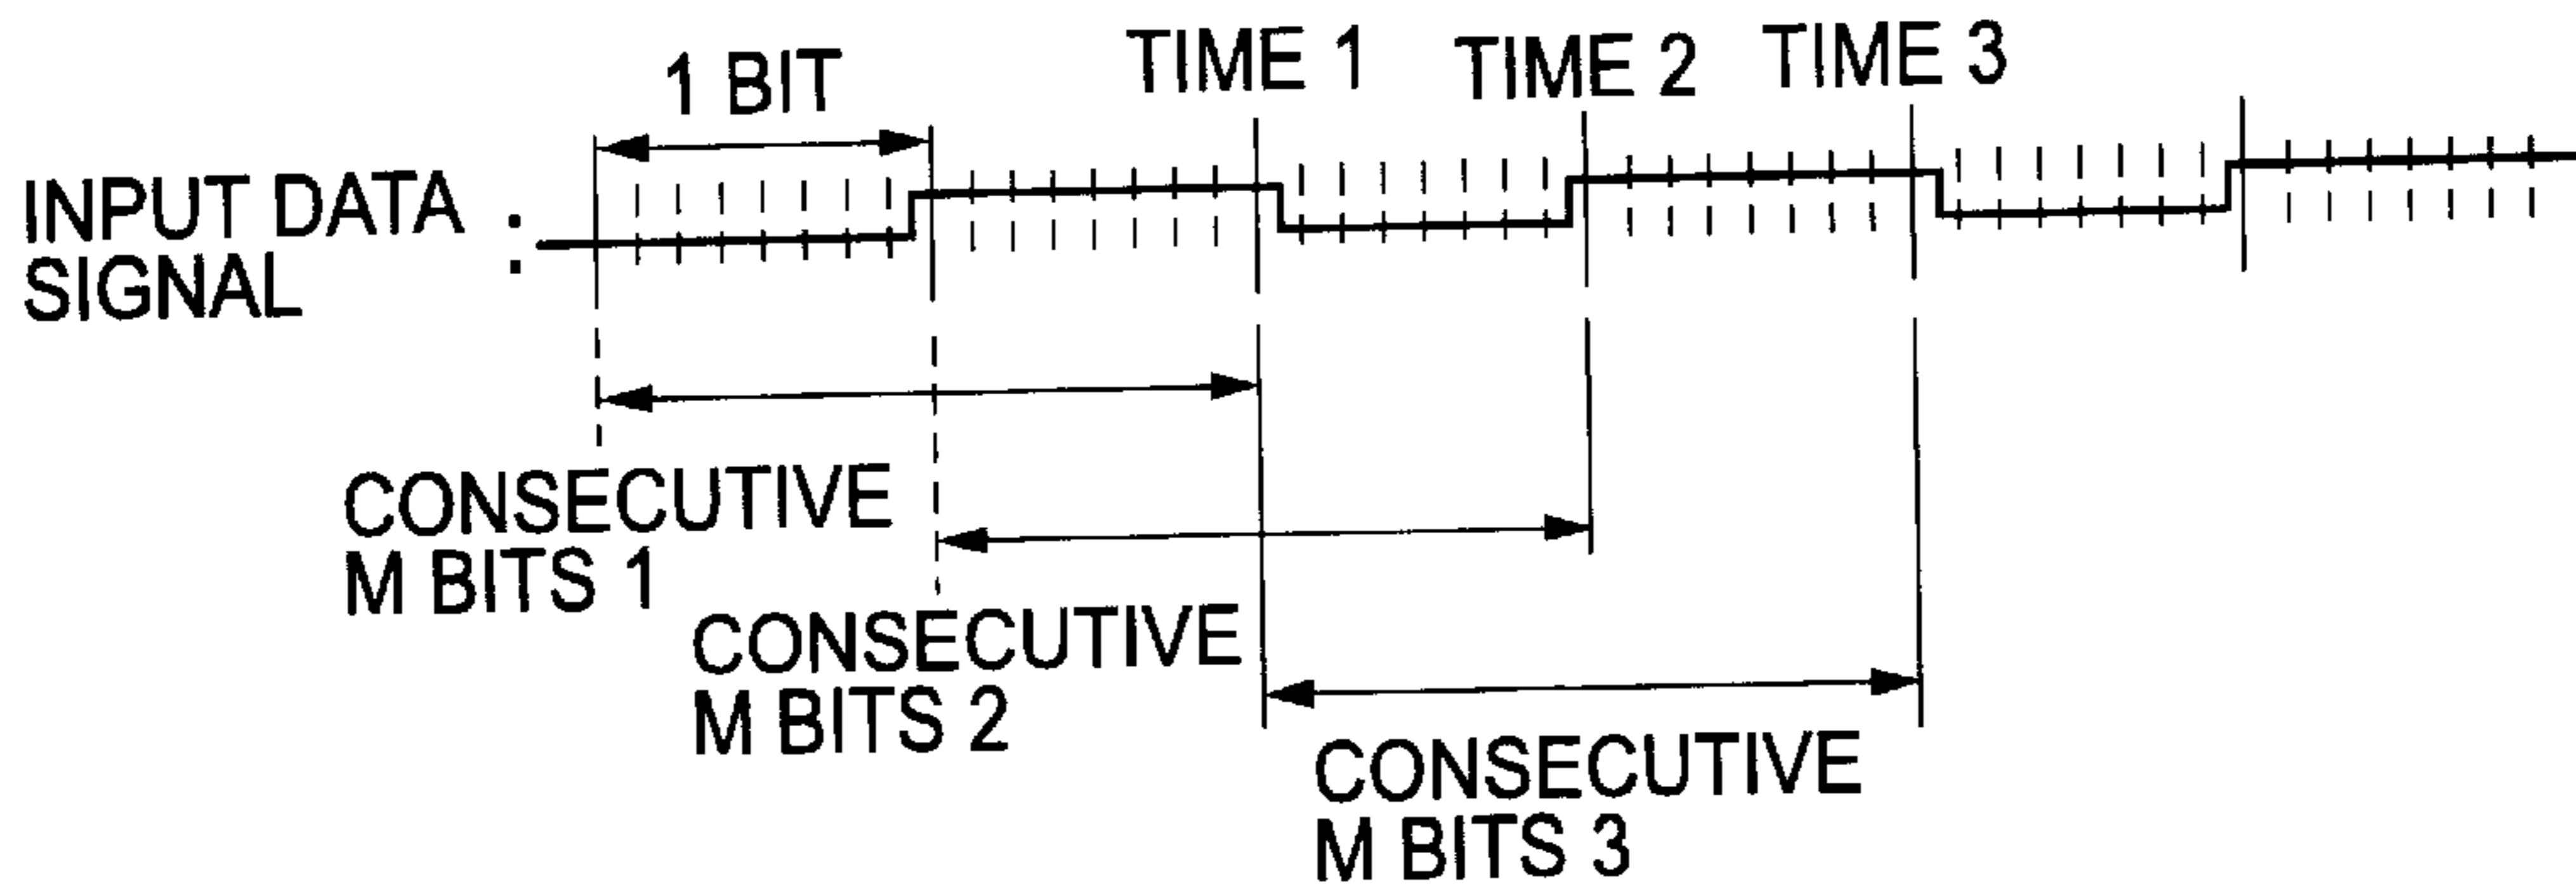 1 BIT
TIME 1
TIME 2
TIME 3
INPUT DATA
SIGNAL :
CONSECUTIVE
M BITS 1
CONSECUTIVE
M BITS 2
CONSECUTIVE
M BITS 3